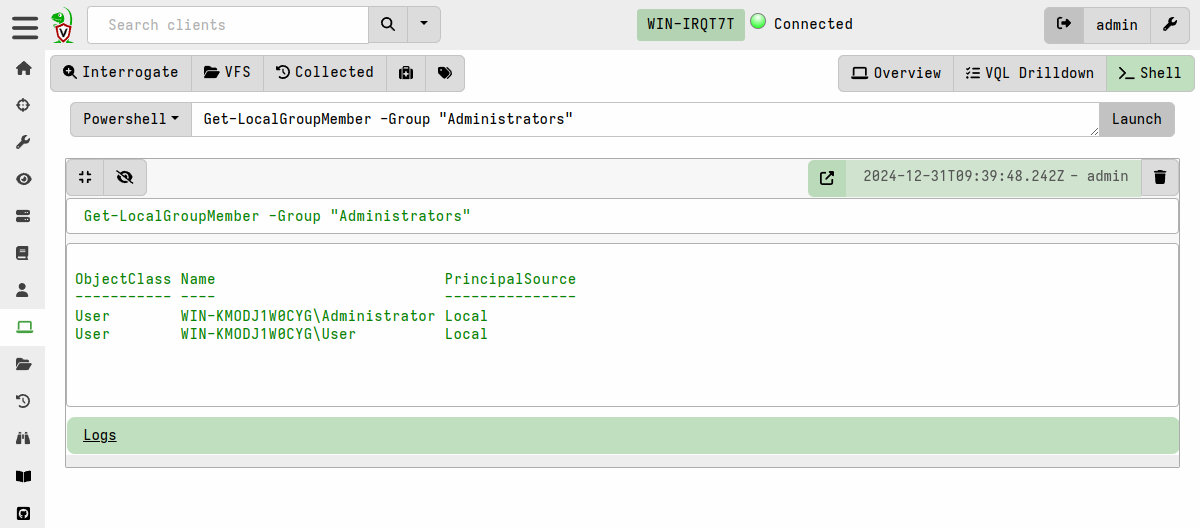 Search clients
WIN-IRQT7T Connected
admin
Interrogate VFS Collected
Overview VQL Drilldown Shell
Powershell Get-LocalGroupMember -Group "Administrators" Launch
2024-12-31T09:39:48.242Z - admin
Get-LocalGroupMember -Group "Administrators"
ObjectClass Name PrincipalSource
----------- ---- ---------------
User WIN-KMODJ1W0CYG\Administrator Local
User WIN-KMODJ1W0CYG\User Local
Logs